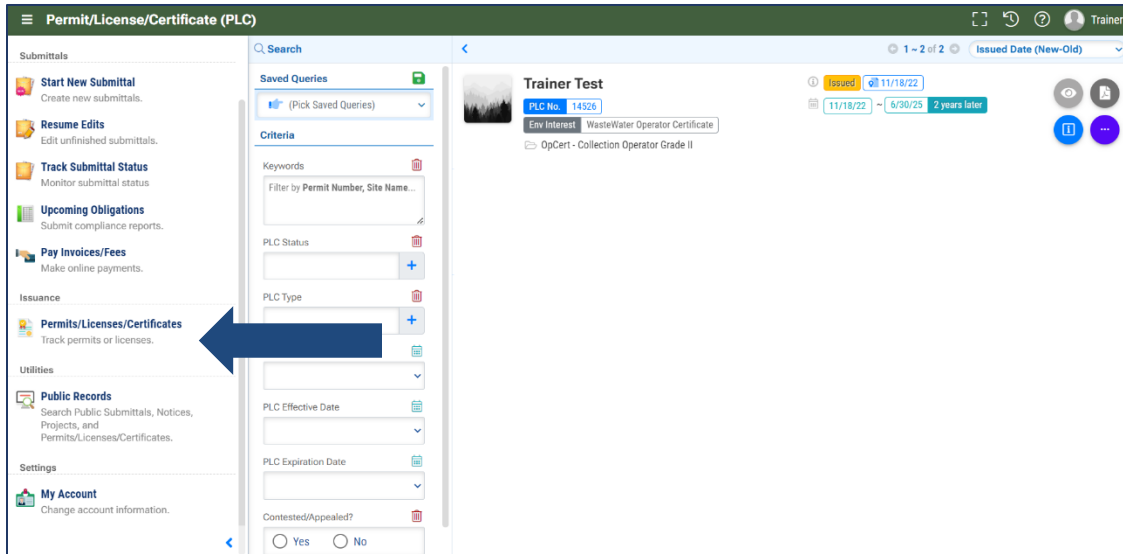 Permit/License/Certificate (PLC)
Trainer
Submittals
Start New Submittal
Create new submittals.
Resume Edits
Edit unfinished submittals.
Track Submittal Status
Monitor submittal status
Upcoming Obligations
Submit compliance reports.
Pay Invoices/Fees
Make online payments.
Issuance
Permits/Licenses/Certificates
Track permits or licenses.
Utilities
Public Records
Search Public Submittals, Notices,
Projects, and
Permits/Licenses/Certificates.
Settings
My Account
Change account information.
Search
Saved Queries
(Pick Saved Queries)
Criteria
Keywords
Filter by Permit Number, Site Name...
PLC Status
PLC Type
PLC Effective Date
PLC Expiration Date
Contested/Appealed?
Yes No
1 ~ 2 of 2 Issued Date (New-Old)
Trainer Test
PLC No. 14526
Env Interest WasteWater Operator Certificate
OpCert - Collection Operator Grade II
Issued 11/18/22
11/18/22 ~ 6/30/25 2 years later